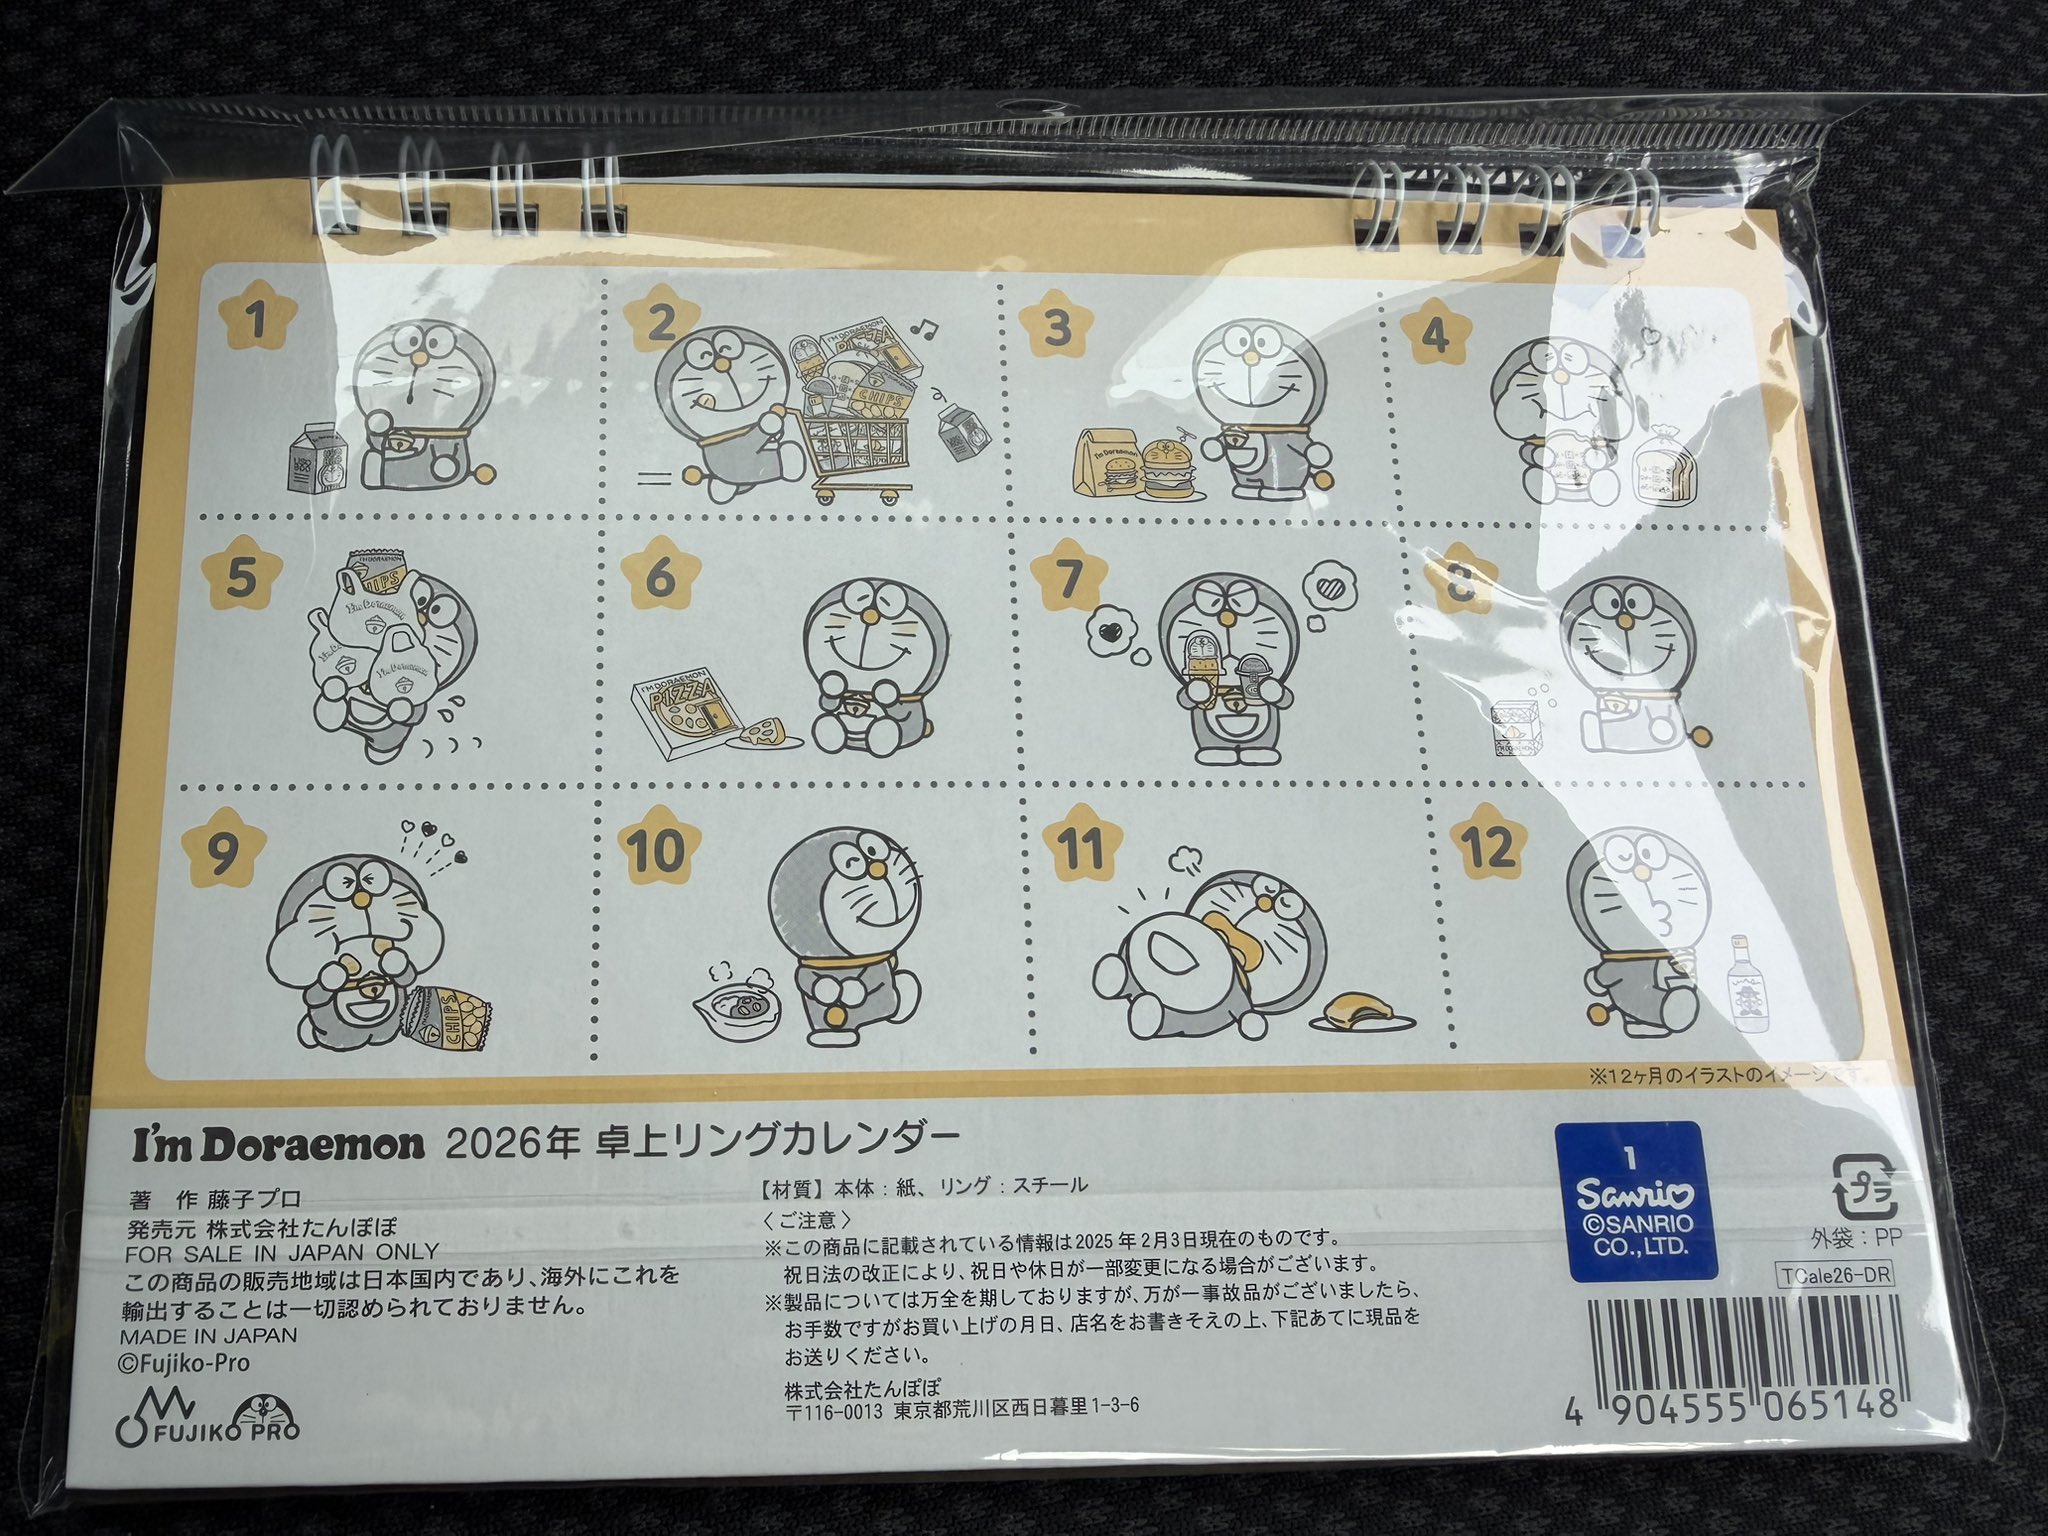 1
2
I'M DORAEMON
PIZZA
CHIPS
3
I'm Doraemon
4
5
I'M DORAEMON
CHIPS
I'm Doraemon
I'm Doraemon
6
I'M DORAEMON
PIZZA
7
8
I'M DORAEMON
9
CHIPS
10
11
12
※12ヶ月のイラストのイメージです。
I'm Doraemon 2026年 卓上リングカレンダー
著 作 藤子プロ
発売元 株式会社たんぽぽ
FOR SALE IN JAPAN ONLY
この商品の販売地域は日本国内であり、海外にこれを
輸出することは一切認められておりません。
MADE IN JAPAN
©Fujiko-Pro
FUJIKO PRO
【材質】本体：紙、リング：スチール
〈ご注意〉
※この商品に記載されている情報は2025年2月3日現在のものです。
祝日法の改正により、祝日や休日が一部変更になる場合がございます。
※製品については万全を期しておりますが、万が一事故品がございましたら、
お手数ですがお買い上げの月日、店名をお書きそえの上、下記あてに現品を
お送りください。
株式会社たんぽぽ
〒116-0013 東京都荒川区西日暮里1-3-6
1
Sanrio
©SANRIO
CO.,LTD.
プラ
外袋：PP
TCale26-DR
4 904555 065148